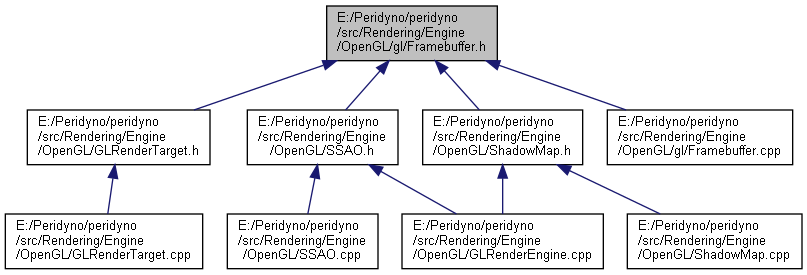 E:/Peridyno/peridyno
/src/Rendering/Engine
/OpenGL/gl/Framebuffer.h
E:/Peridyno/peridyno
/src/Rendering/Engine
/OpenGL/GLRenderTarget.h
E:/Peridyno/peridyno
/src/Rendering/Engine
/OpenGL/SSAO.h
E:/Peridyno/peridyno
/src/Rendering/Engine
/OpenGL/ShadowMap.h
E:/Peridyno/peridyno
/src/Rendering/Engine
/OpenGL/gl/Framebuffer.cpp
E:/Peridyno/peridyno
/src/Rendering/Engine
/OpenGL/GLRenderTarget.cpp
E:/Peridyno/peridyno
/src/Rendering/Engine
/OpenGL/SSAO.cpp
E:/Peridyno/peridyno
/src/Rendering/Engine
/OpenGL/GLRenderEngine.cpp
E:/Peridyno/peridyno
/src/Rendering/Engine
/OpenGL/ShadowMap.cpp